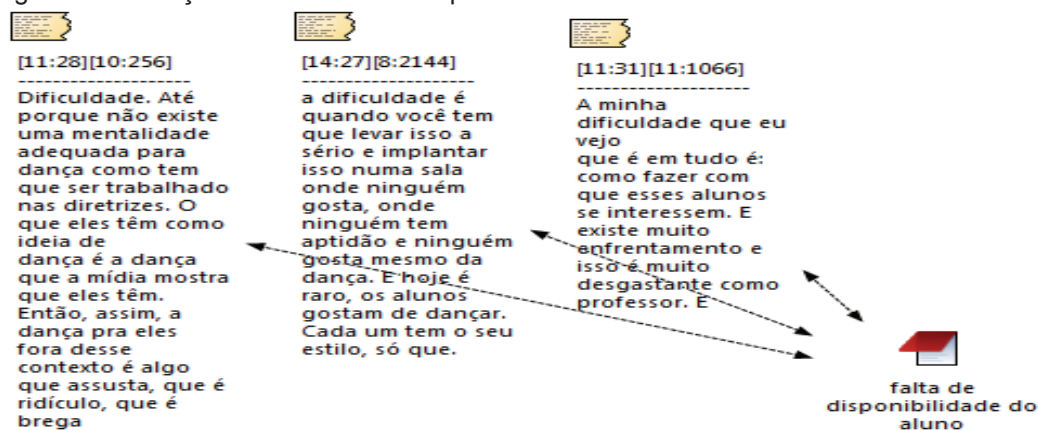 [11:28][10:256]
--------------------
Dificuldade. Até
porque não existe
uma mentalidade
adequada para
dança como tem
que ser trabalhado
nas diretrizes. O
que eles têm como
ideia de
dança é a dança
que a mídia mostra
que eles têm.
Então, assim, a
dança pra eles
fora desse
contexto é algo
que assusta, que é
ridículo, que é
brega
[14:27][8:2144]
--------------------
a dificuldade é
quando você tem
que levar isso a
sério e implantar
isso numa sala
onde ninguém
gosta, onde
ninguém tem
aptidão e ninguém
gosta mesmo da
dança. E hoje é
raro, os alunos
gostam de dançar.
Cada um tem o seu
estilo, só que.
[11:31][11:1066]
--------------------
A minha
dificuldade que eu
vejo
que é em tudo é:
como fazer com
que esses alunos
se interessem. E
existe muito
enfrentamento e
isso é muito
desgastante como
professor. E
falta de
disponibilidade do
aluno